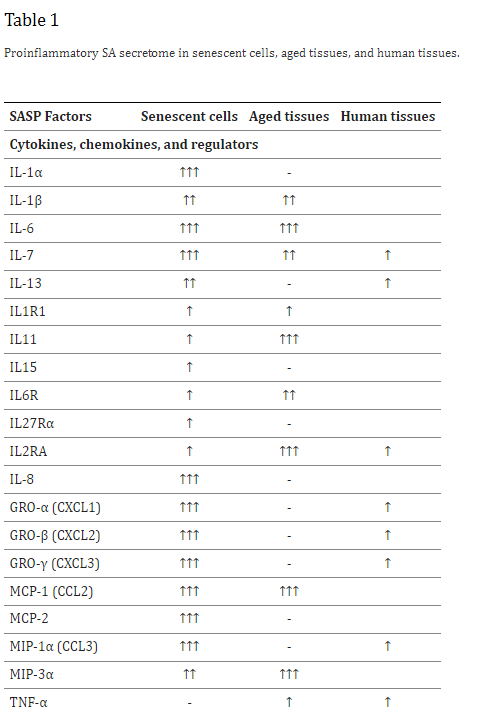 Table 1
Proinflammatory SA secretome in senescent cells, aged tissues, and human tissues.
SASP Factors Senescent cells Aged tissues Human tissues
Cytokines, chemokines, and regulators
IL-1α ↑↑↑ -
IL-1β ↑↑ ↑↑
IL-6 ↑↑↑ ↑↑↑
IL-7 ↑↑↑ ↑↑ ↑
IL-13 ↑↑ - ↑
IL1R1 ↑ ↑
IL11 ↑ ↑↑↑
IL15 ↑ -
IL6R ↑ ↑↑
IL27Rα ↑ -
IL2RA ↑ ↑↑↑ ↑
IL-8 ↑↑↑ -
GRO-α (CXCL1) ↑↑↑ - ↑
GRO-β (CXCL2) ↑↑↑ - ↑
GRO-γ (CXCL3) ↑↑↑ - ↑
MCP-1 (CCL2) ↑↑↑ ↑↑↑
MCP-2 ↑↑↑ -
MIP-1α (CCL3) ↑↑↑ - ↑
MIP-3α ↑↑ ↑↑↑
TNF-α - ↑ ↑